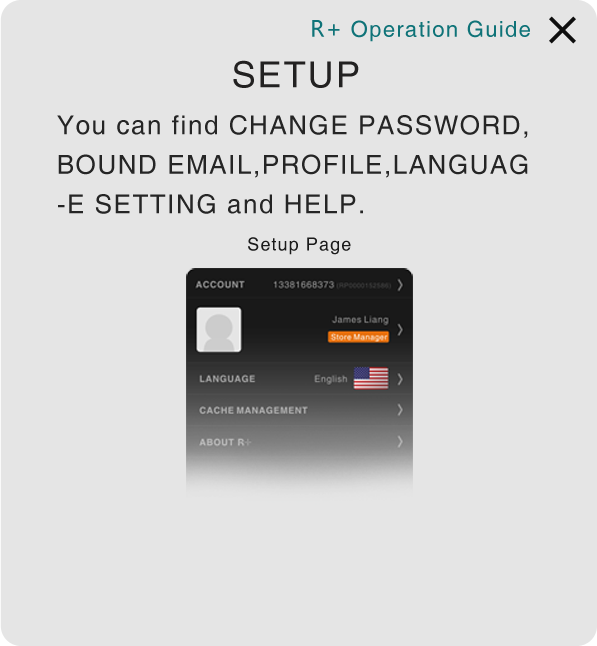 R+ Operation Guide
SETUP
You can find CHANGE PASSWORD,
BOUND EMAIL,PROFILE,LANGUAG
-E SETTING and HELP.
Setup Page
ACCOUNT 13381668373 (RP0000152586)
James Liang
Store Manager
LANGUAGE English
CACHE MANAGEMENT
ABOUT R+